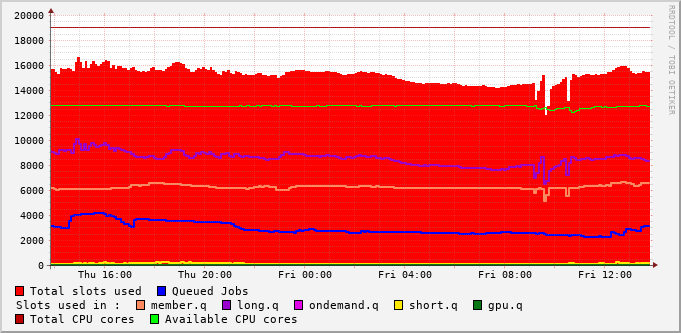 20000
18000
16000
14000
12000
10000
8000
6000
4000
2000
0
Thu 16:00 Thu 20:00 Fri 00:00 Fri 04:00 Fri 08:00 Fri 12:00
RRDTOOL / TOBI OETIKER
Total slots used Queued Jobs
Slots used in : member.q long.q ondemand.q short.q gpu.q
Total CPU cores Available CPU cores